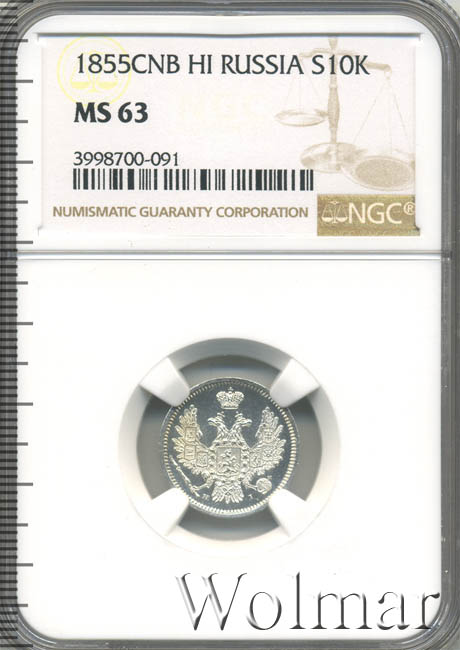 1855CNB HI RUSSIA S10K
MS 63
3998700-091
NUMISMATIC GUARANTY CORPORATION
NGC®
Wolmar